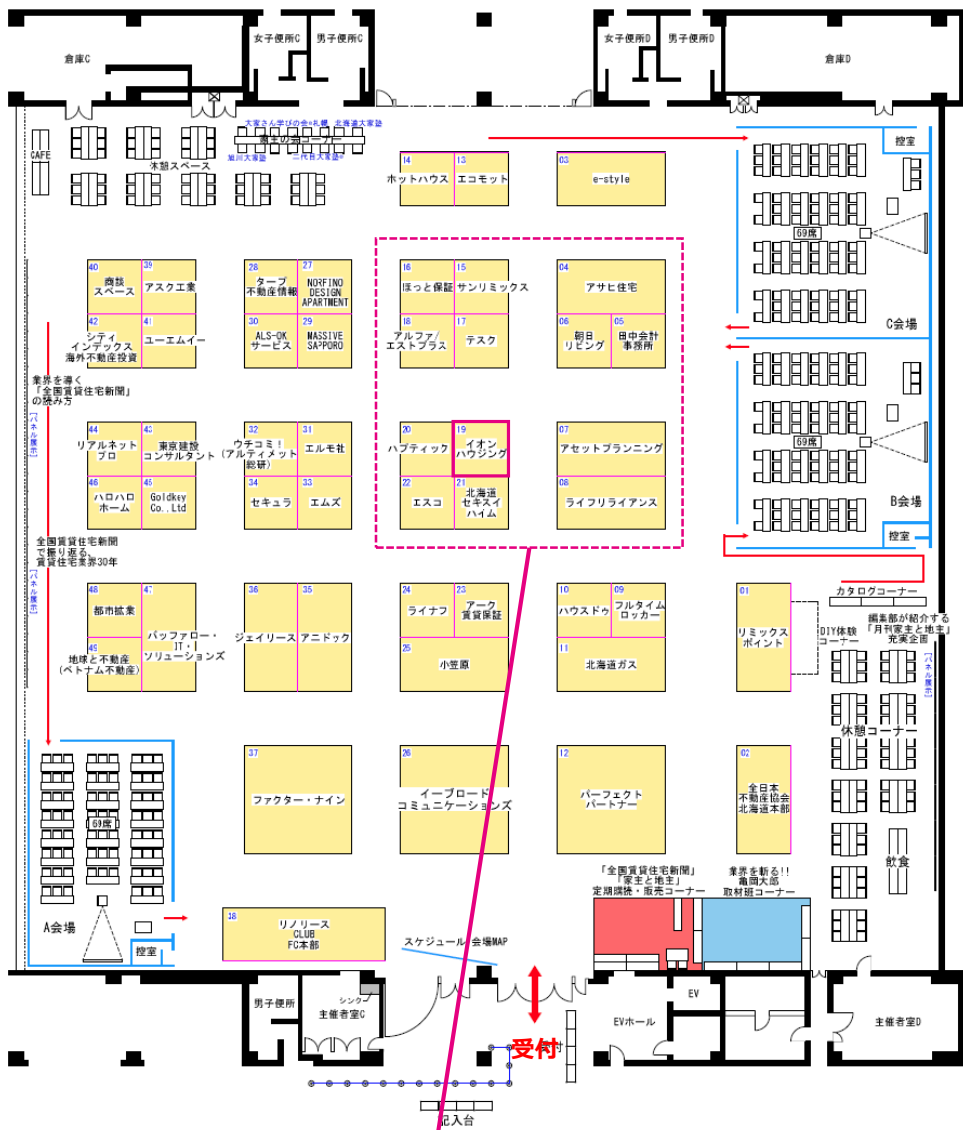 倉庫C
女子便所C
男子便所C
女子便所D
男子便所D
倉庫D
CAFE
大家さん学びの会®札幌 北海道大家塾
家主の会コーナー
旭川大家塾 二代目大家塾®
休憩スペース
控室
69席
C会場
69席
B会場
控室
14
ホットハウス
13
エコモット
03
e-style
40
商談
スペース
39
アスク工業
28
ターブ
不動産情報
27
NORFINO
DESIGN
APARTMENT
16
ほっと保証
15
サンリミックス
04
アサヒ住宅
42
シティ
インデックス
海外不動産投資
41
ユーエムイー
30
ALS-OK
サービス
29
MASSIVE
SAPPORO
18
アルファ/
エストプラス
17
テスク
06
朝日
リビング
05
田中会計
事務所
業界を導く
「全国賃貸住宅新聞」
の読み方
[パネル展示]
44
リアルネット
プロ
43
東京建設
コンサルタント
32
ウチコミ!
(アルティメット
総研)
31
エルモ社
20
ハプティック
19
イオン
ハウジング
07
アセットプランニング
46
ハロハロ
ホーム
45
Goldkey
Co.,Ltd
34
セキュラ
33
エムズ
22
エスコ
21
北海道
セキスイ
ハイム
08
ライフリライアンス
全国賃貸住宅新聞
で振り返る、
賃貸住宅業界30年
[パネル展示]
48
都市拡業
47
バッファロー・
IT・
ソリューションズ
36
ジェイリース
35
アニドック
24
ライナフ
23
アーク
賃貸保証
10
ハウスドゥ
09
フルタイム
ロッカー
01
リミックス
ポイント
49
地球と不動産
(ベトナム不動産)
25
小笠原
11
北海道ガス
カタログコーナー
DIY体験
コーナー
編集部が紹介する
「月刊家主と地主」
充実企画
[パネル展示]
休憩コーナー
37
ファクター・ナイン
26
イーブロード
コミュニケーションズ
12
パーフェクト
パートナー
02
全日本
不動産協会
北海道本部
69席
A会場
控室
飲食
38
リノリース
CLUB
FC本部
スケジュール/会場MAP
「全国賃貸住宅新聞」
「家主と地主」
定期購読・販売コーナー
業界を斬る!!
亀岡大郎
取材班コーナー
男子便所
シンク
主催者室C
EVホール
EV
主催者室D
受付
記入台